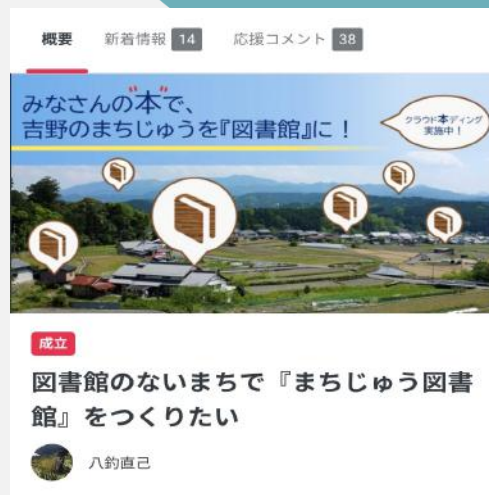 概要 新着情報 14 応援コメント 38
みなさんの"本"で、
吉野のまちじゅうを『図書館』に！
クラウド本ディング
実施中！
成立
図書館のないまちで『まちじゅう図書
館』をつくりたい
八釣直己